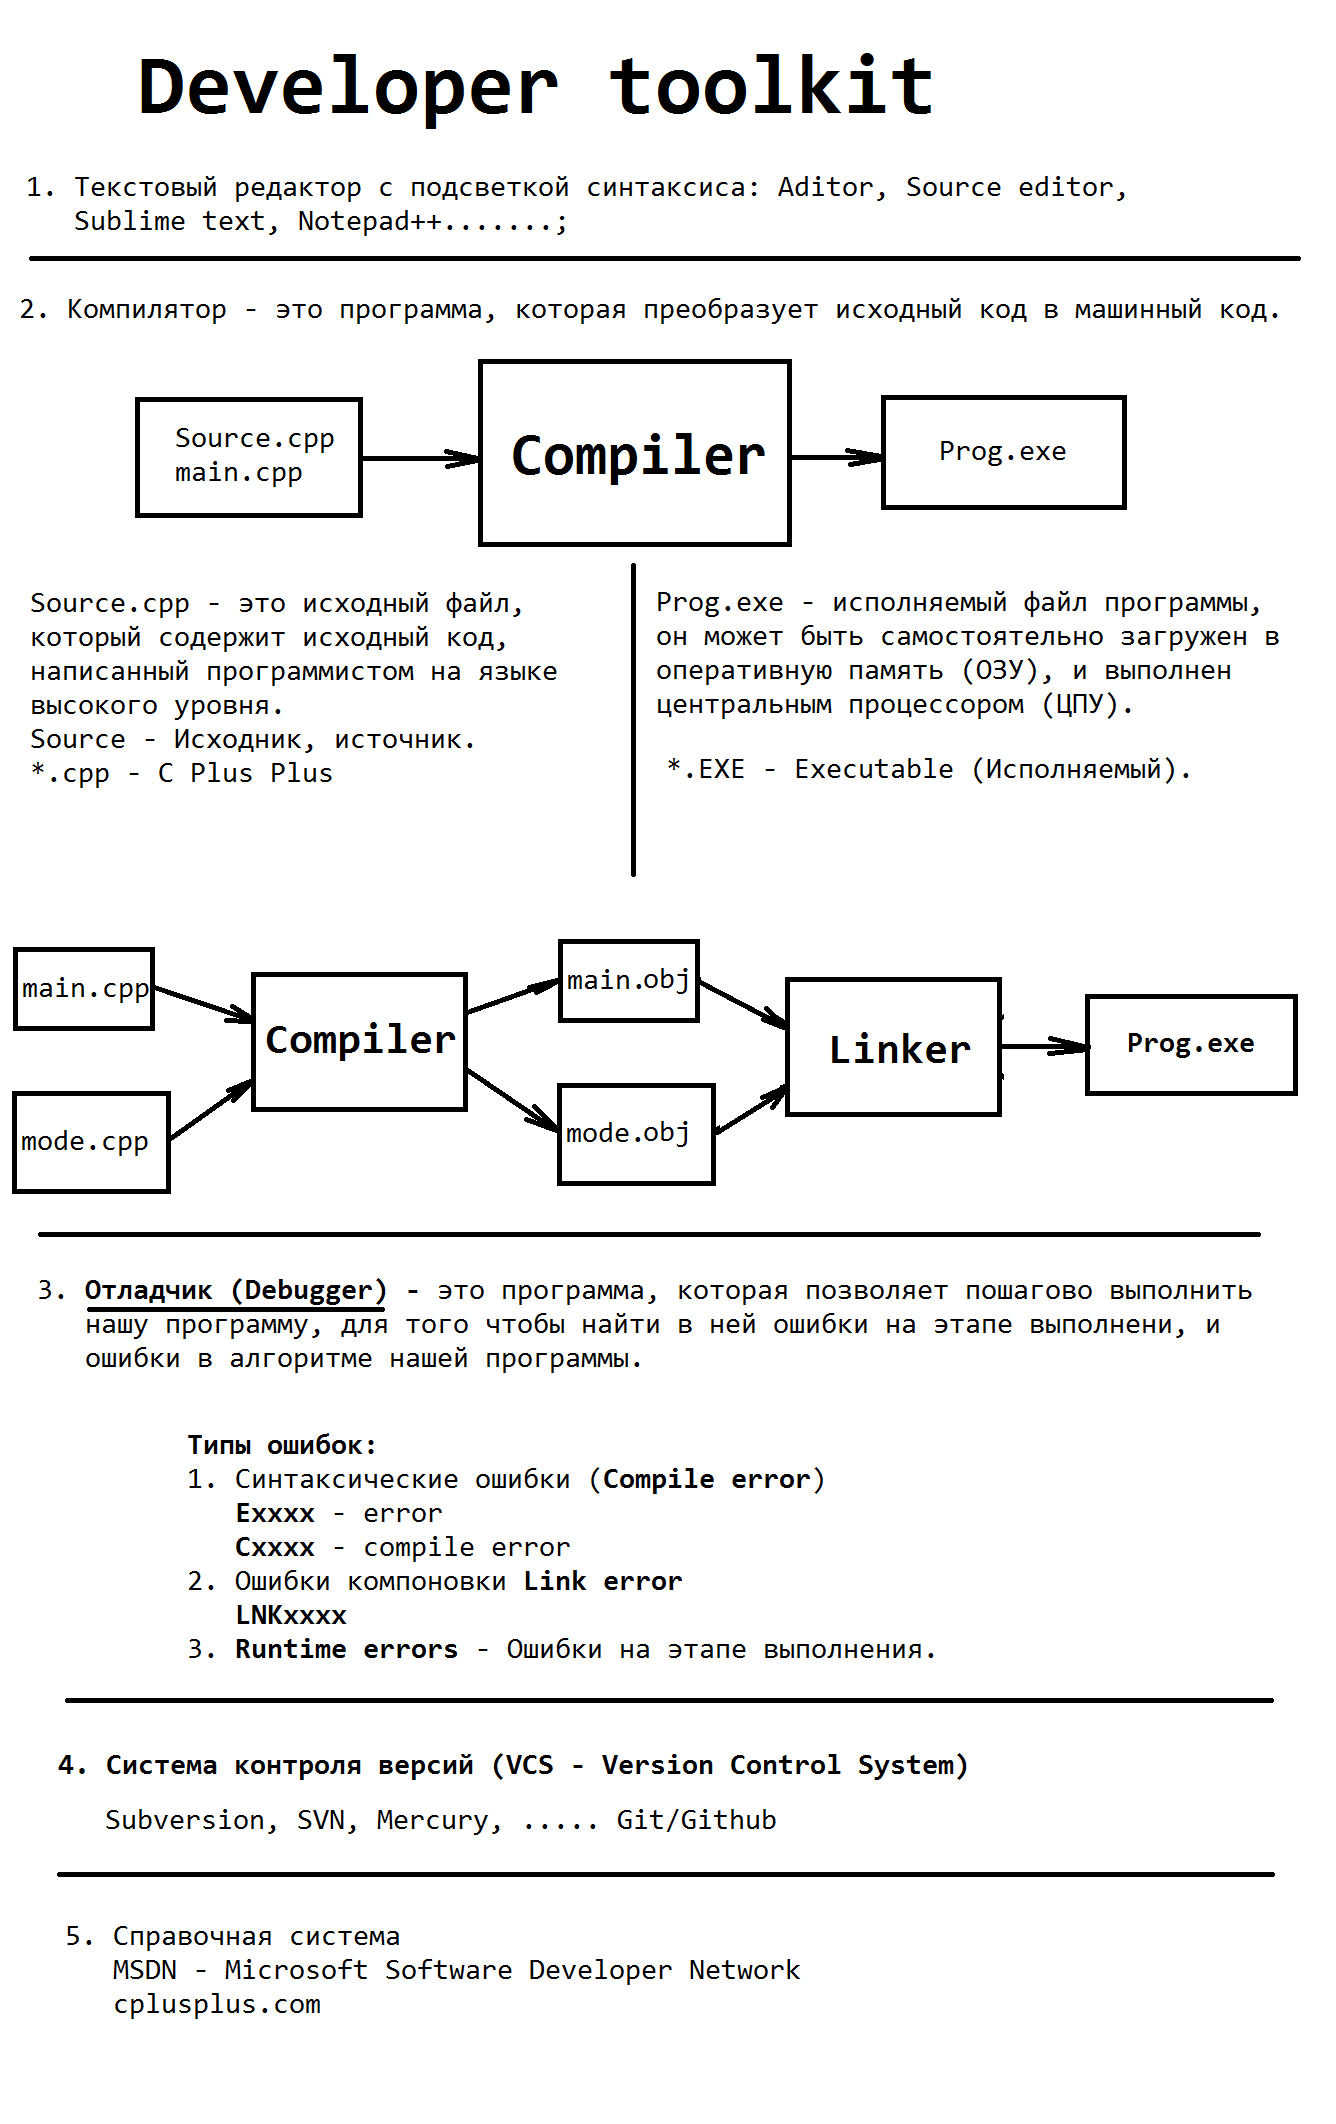 Developer toolkit
1. Текстовый редактор с подсветкой синтаксиса: Aditor, Source editor,
Sublime text, Notepad++.......;
2. Компилятор - это программа, которая преобразует исходный код в машинный код.
Source.cpp
main.cpp
Compiler
Prog.exe
Source.cpp - это исходный файл,
который содержит исходный код,
написанный программистом на языке
высокого уровня.
Source - Исходник, источник.
*.cpp - C Plus Plus
Prog.exe - исполняемый файл программы,
он может быть самостоятельно загружен в
оперативную память (ОЗУ), и выполнен
центральным процессором (ЦПУ).
*.EXE - Executable (Исполняемый).
main.cpp
mode.cpp
Compiler
main.obj
mode.obj
Linker
Prog.exe
3. Отладчик (Debugger) - это программа, которая позволяет пошагово выполнить
нашу программу, для того чтобы найти в ней ошибки на этапе выполнени, и
ошибки в алгоритме нашей программы.
Типы ошибок:
1. Синтаксические ошибки (Compile error)
Exxxx - error
Cxxxx - compile error
2. Ошибки компоновки Link error
LNKxxxx
3. Runtime errors - Ошибки на этапе выполнения.
4. Система контроля версий (VCS - Version Control System)
Subversion, SVN, Mercury, ..... Git/Github
5. Справочная система
MSDN - Microsoft Software Developer Network
cplusplus.com